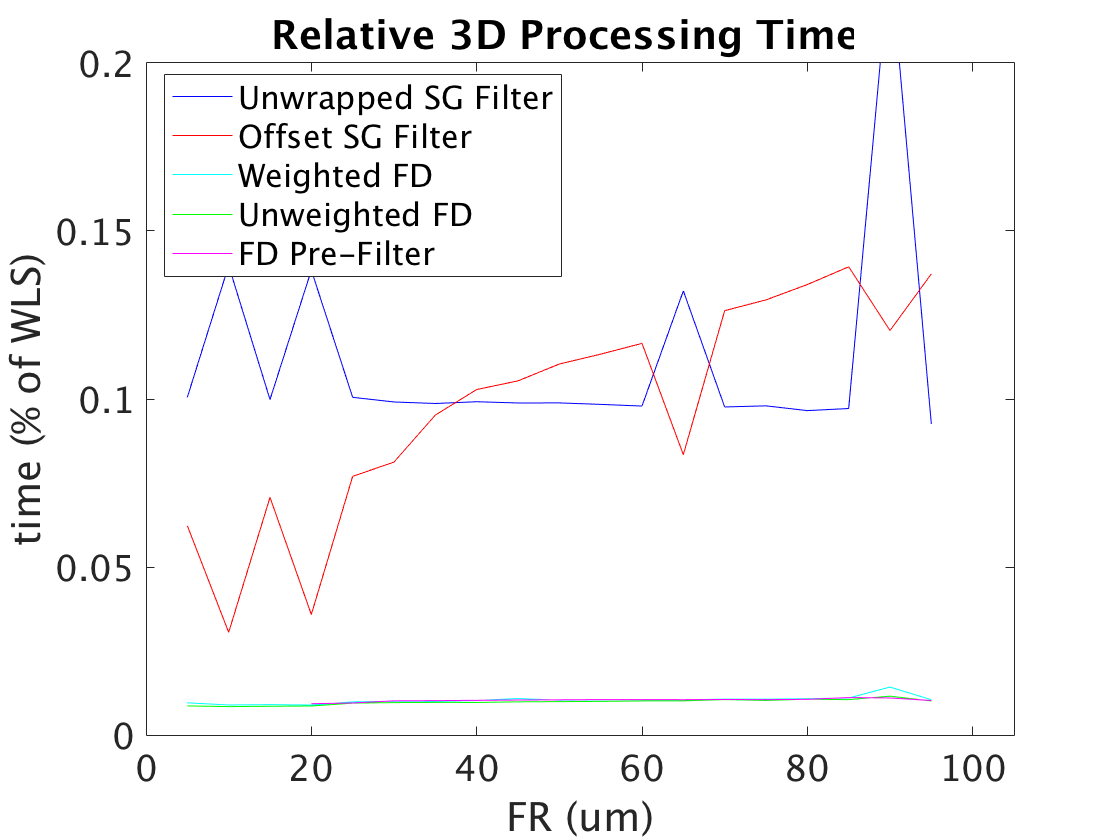 Relative 3D Processing Time
0.2
0.15
0.1
0.05
0
time (% of WLS)
Unwrapped SG Filter
Offset SG Filter
Weighted FD
Unweighted FD
FD Pre-Filter
0 20 40 60 80 100
FR (um)